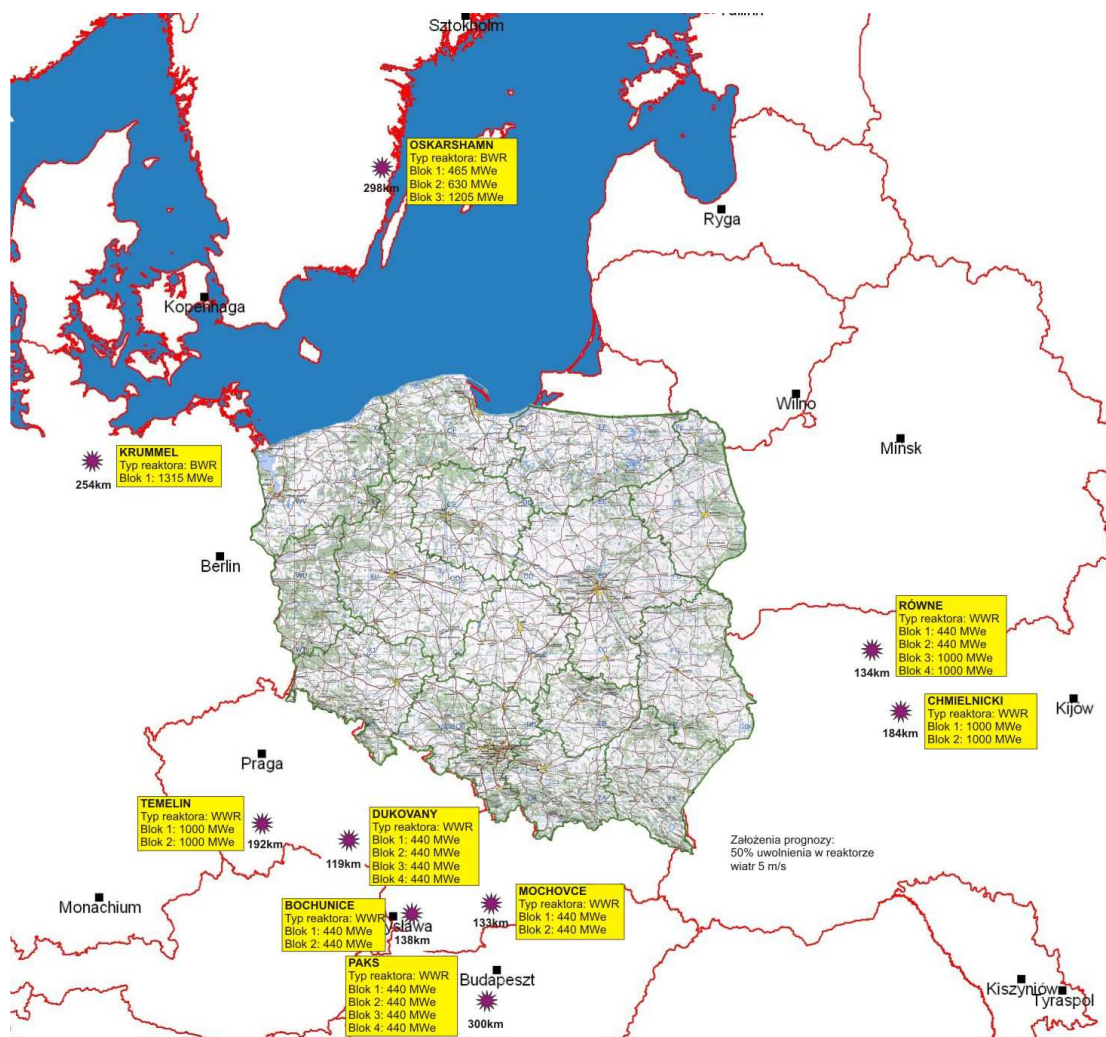 Sztokholm
OSKARSHAMN
Typ reaktora: BWR
Blok 1: 465 MWe
Blok 2: 630 MWe
Blok 3: 1205 MWe
298km
Ryga
Kopenhaga
Wilno
Mińsk
KRUMMEL
Typ reaktora: BWR
Blok 1: 1315 MWe
254km
Berlin
RÓWNE
Typ reaktora: WWR
Blok 1: 440 MWe
Blok 2: 440 MWe
Blok 3: 1000 MWe
Blok 4: 1000 MWe
134km
CHMIELNICKI
Typ reaktora: WWR
Blok 1: 1000 MWe
Blok 2: 1000 MWe
184km
Kijów
Praga
TEMELIN
Typ reaktora: WWR
Blok 1: 1000 MWe
Blok 2: 1000 MWe
192km
DUKOVANY
Typ reaktora: WWR
Blok 1: 440 MWe
Blok 2: 440 MWe
Blok 3: 440 MWe
Blok 4: 440 MWe
119km
Założenia prognozy:
50% uwolnienia w reaktorze
wiatr 5 m/s
Monachium
BOCHUNICE
Typ reaktora: WWR
Blok 1: 440 MWe
Blok 2: 440 MWe
ysława
138km
MOCHOVCE
Typ reaktora: WWR
Blok 1: 440 MWe
Blok 2: 440 MWe
133km
PAKS
Typ reaktora: WWR
Blok 1: 440 MWe
Blok 2: 440 MWe
Blok 3: 440 MWe
Blok 4: 440 MWe
Budapeszt
300km
Kiszyniów
Tyraspol